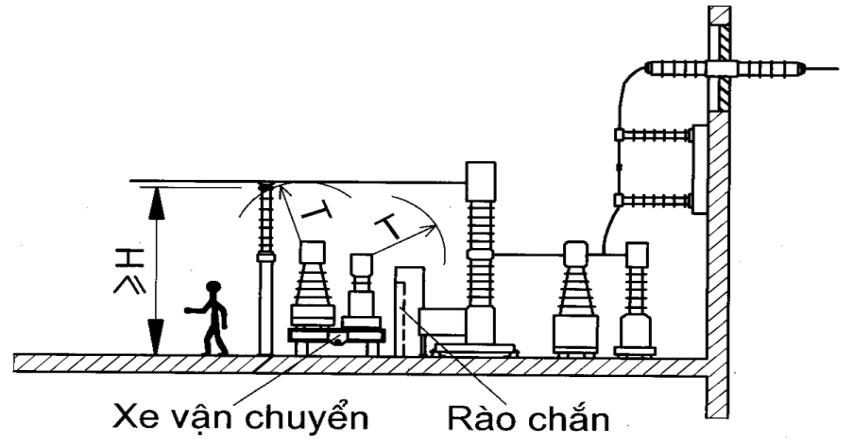 T
T
≥H
Xe vận chuyển
Rào chắn